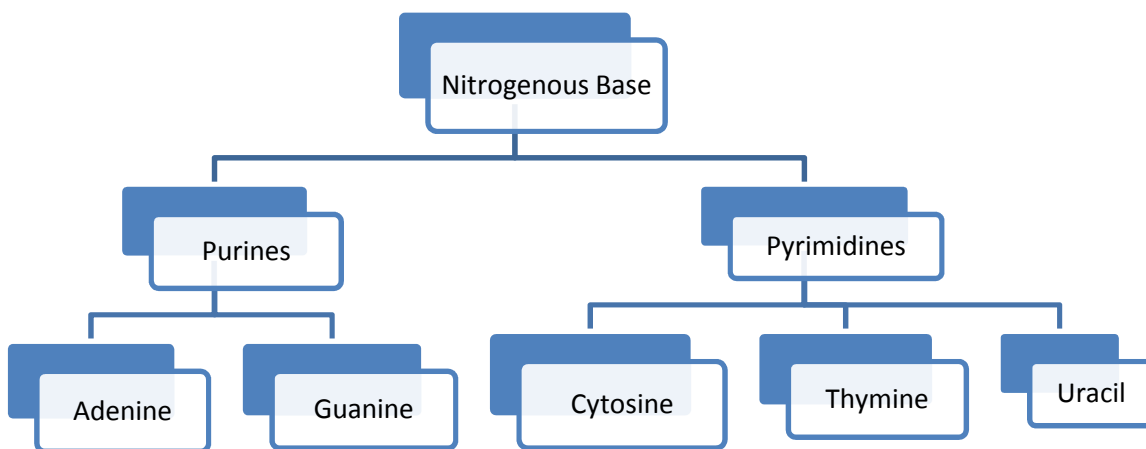 Nitrogenous Base
Purines
Pyrimidines
Adenine
Guanine
Cytosine
Thymine
Uracil